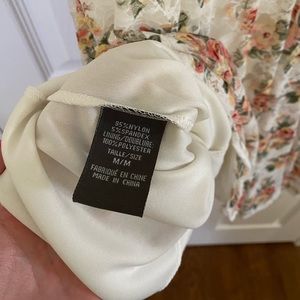 95%NYLON
5%SPANDEX
LINING/DOUBLURE
100%POLYESTER
TAILLE/SIZE
M/M
FABRIQUÉ EN CHINE
MADE IN CHINA